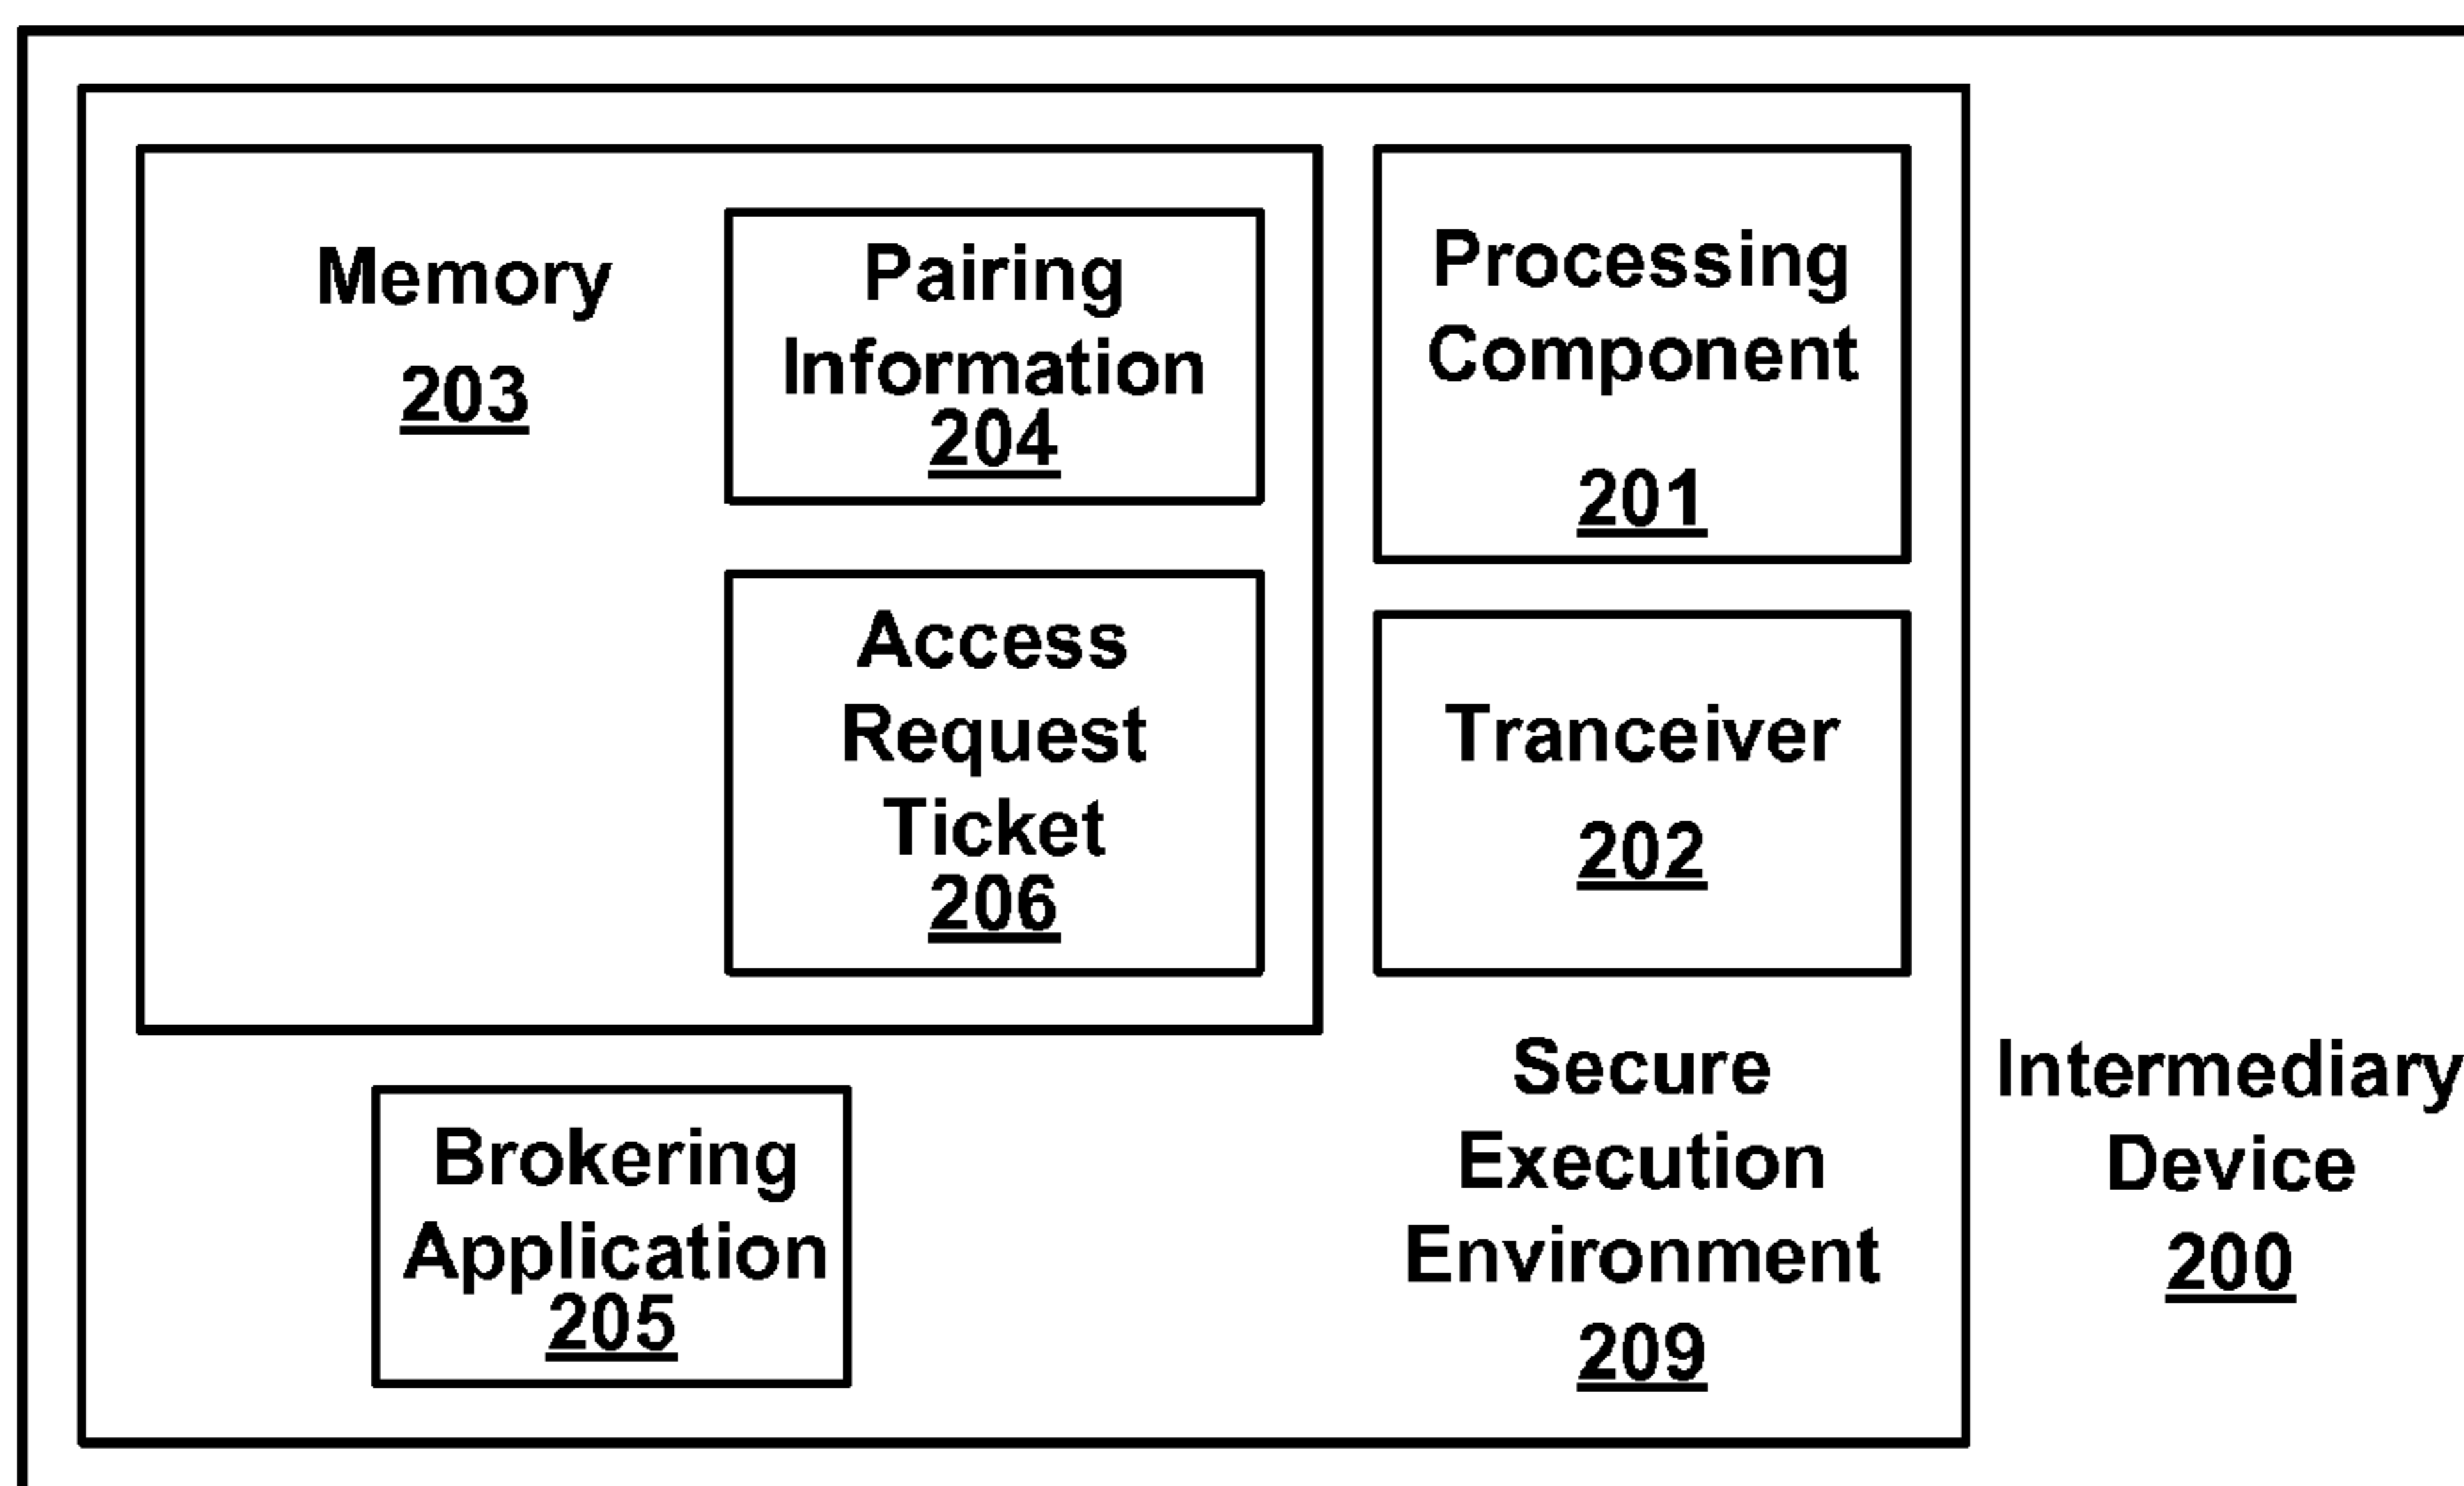 Memory
203
Pairing
Information
204
Access
Request
Ticket
206
Processing
Component
201
Tranceiver
202
Brokering
Application
205
Secure
Execution
Environment
209
Intermediary
Device
200